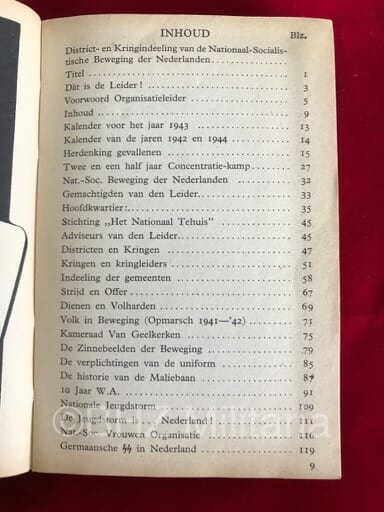 INHOUD Blz.
District- en Kringindeeling van de Nationaal-Socialis-
tische Beweging der Nederlanden
Titel 1
Dàt is de Leider! 3
Voorwoord Organisatieleider 5
Inhoud 9
Kalender voor het jaar 1943 13
Kalender van de jaren 1942 en 1944 14
Herdenking gevallenen 15
Twee en een half jaar Concentratie-kamp 27
Nat.-Soc. Beweging der Nederlanden 32
Gemachtigden van den Leider 33
Hoofdkwartier: 35
Stichting „Het Nationaal Tehuis” 45
Adviseurs van den Leider 45
Districten en Kringen 47
Kringen en kringleiders 51
Indeeling der gemeenten 58
Strijd en Offer 67
Dienen en Volharden 69
Volk in Beweging (Opmarsch 1941—’42) 71
Kameraad Van Geelkerken 75
De Zinnebeelden der Beweging 79
De verplichtingen van de uniform 85
De historie van de Maliebaan 87
10 Jaar W.A. 91
Nationale Jeugdstorm 109
De Jeugdstorm Nederland! 111
Nat.-Soc. Vrouwen Organisatie 116
Germaansche ᛋᛋ in Nederland 119
9
Militaria